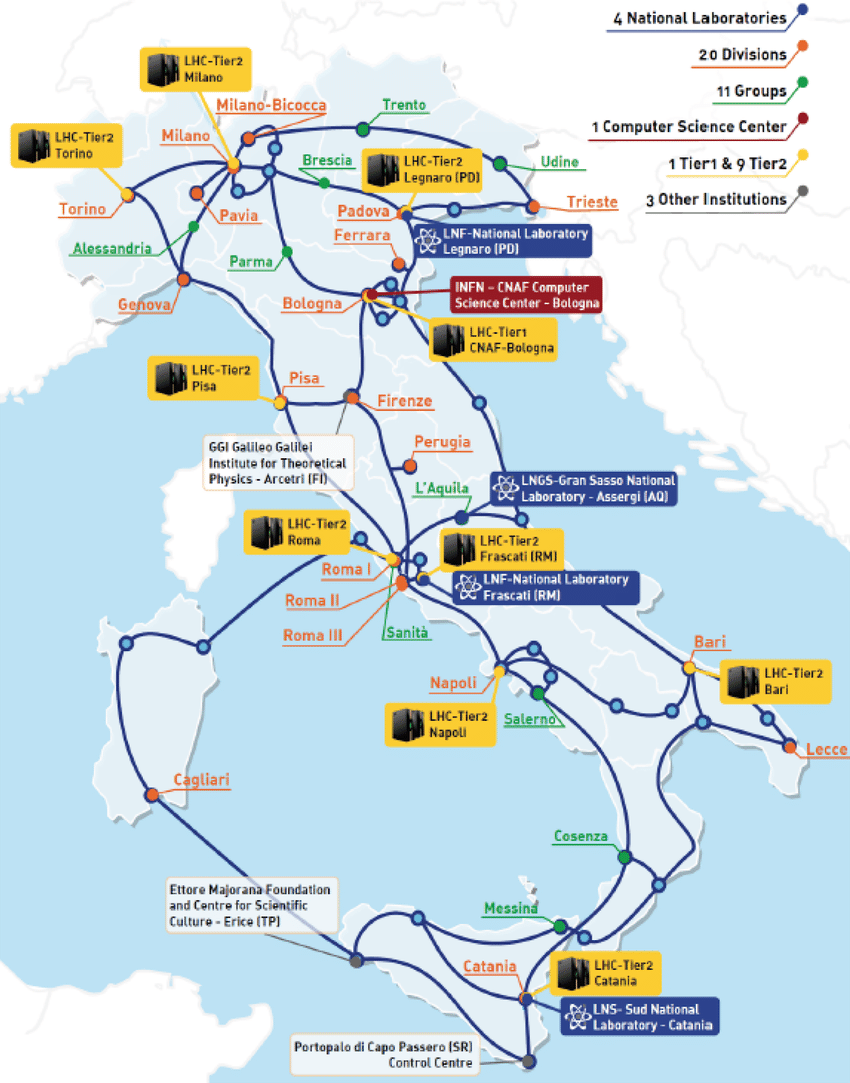 4 National Laboratories
20 Divisions
11 Groups
1 Computer Science Center
1 Tier1 & 9 Tier2
3 Other Institutions
LHC-Tier2
Milano
Milano-Bicocca
Trento
LHC-Tier2
Torino
Milano
Brescia
LHC-Tier2
Legnaro (PD)
Udine
Torino
Pavia
Padova
Trieste
Alessandria
Parma
Ferrara
LNF-National Laboratory
Legnaro (PD)
Genova
Bologna
INFN – CNAF Computer
Science Center - Bologna
LHC-Tier1
CNAF-Bologna
LHC-Tier2
Pisa
Pisa
Firenze
GGI Galileo Galilei
Institute for Theoretical
Physics - Arcetri (FI)
Perugia
L'Aquila
LNGS-Gran Sasso National
Laboratory - Assergi (AQ)
LHC-Tier2
Roma
LHC-Tier2
Frascati (RM)
Roma I
LNF-National Laboratory
Frascati (RM)
Roma II
Roma III
Sanità
Bari
LHC-Tier2
Bari
Napoli
LHC-Tier2
Napoli
Salerno
Lecce
Cagliari
Cosenza
Ettore Majorana Foundation
and Centre for Scientific
Culture - Erice (TP)
Messina
Catania
LHC-Tier2
Catania
LNS- Sud National
Laboratory - Catania
Portopalo di Capo Passero (SR)
Control Centre